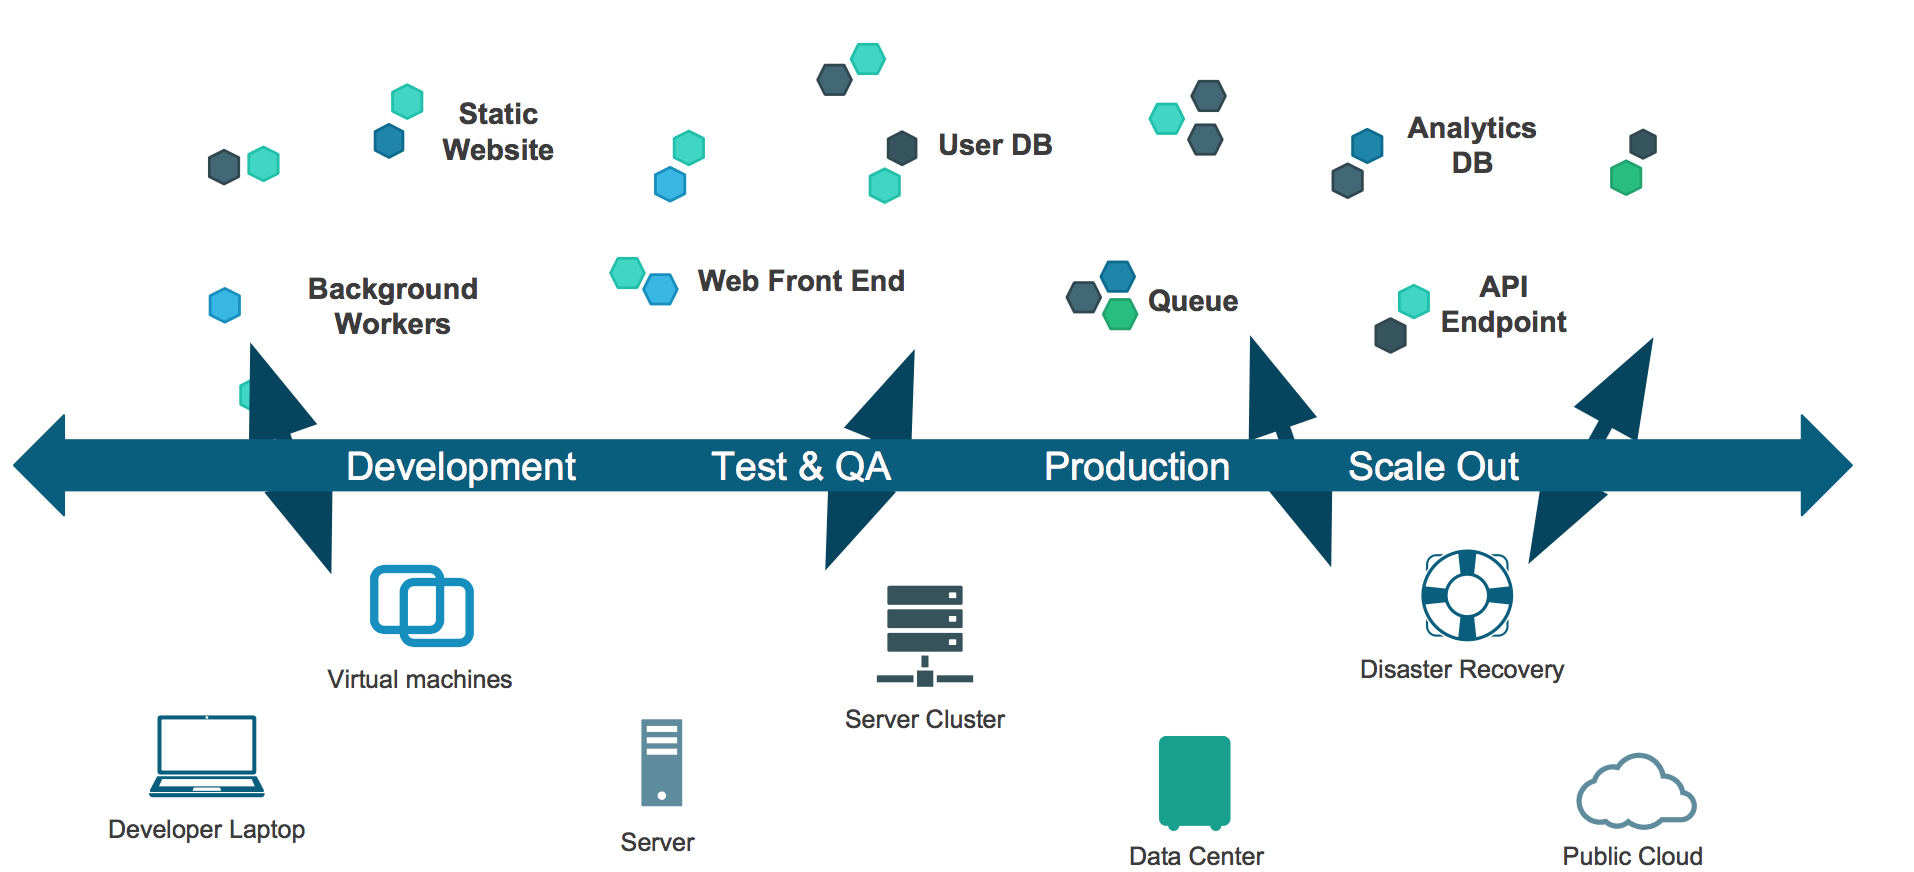 Static
Website
User DB
Analytics
DB
Background
Workers
Web Front End
Queue
API
Endpoint
Development
Test & QA
Production
Scale Out
Virtual machines
Server Cluster
Disaster Recovery
Developer Laptop
Server
Data Center
Public Cloud